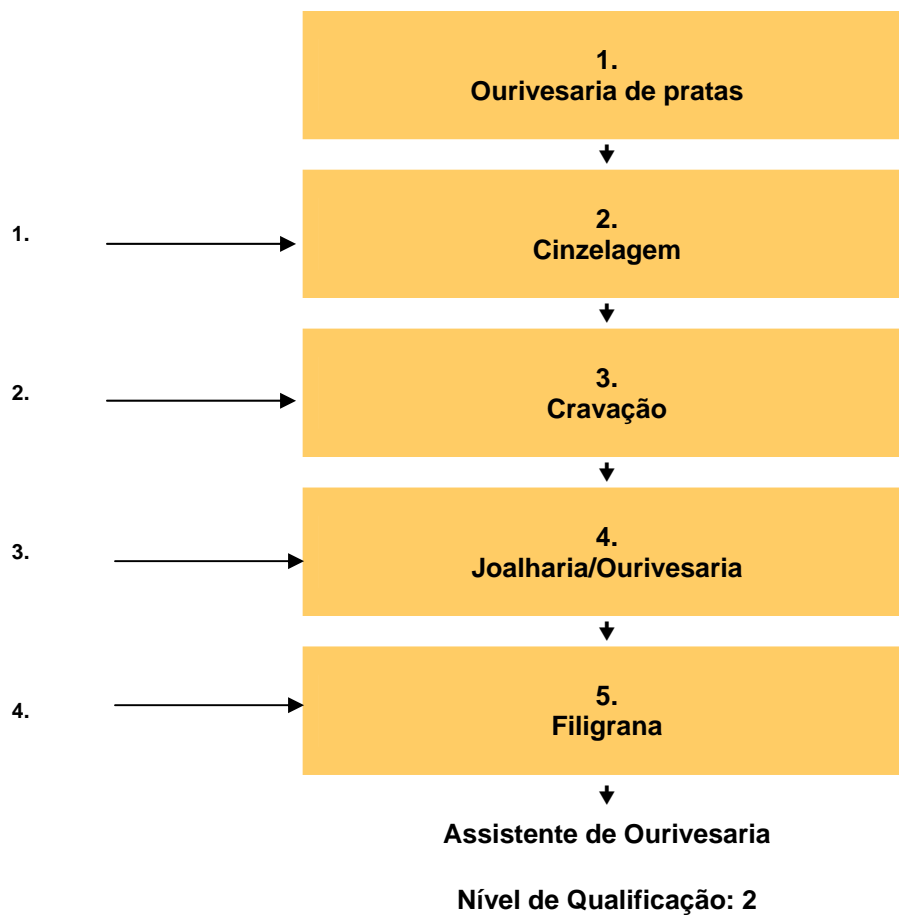 1.
Ourivesaria de pratas
1.
2.
Cinzelagem
2.
3.
Cravação
3.
4.
Joalharia/Ourivesaria
4.
5.
Filigrana
Assistente de Ourivesaria
Nível de Qualificação: 2